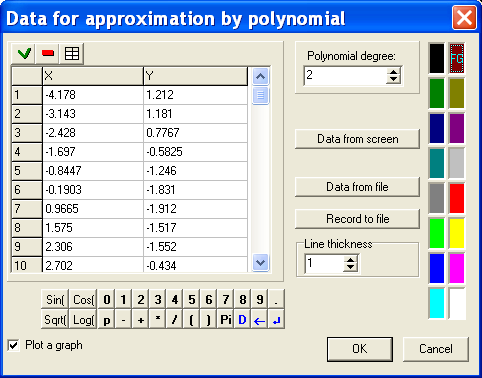 Data for approximation by polynomial
X Y
1 -4.178 1.212
2 -3.143 1.181
3 -2.428 0.7767
4 -1.697 -0.5825
5 -0.8447 -1.246
6 -0.1903 -1.831
7 0.9665 -1.912
8 1.575 -1.517
9 2.306 -1.552
10 2.702 -0.434
Polynomial degree:
2
Data from screen
Data from file
Record to file
Line thickness
1
FG
Sin( Cos( 0 1 2 3 4 5 6 7 8 9 .
Sqrt( Log( p - + * / ( ) Pi D ← ↵
Plot a graph
OK Cancel